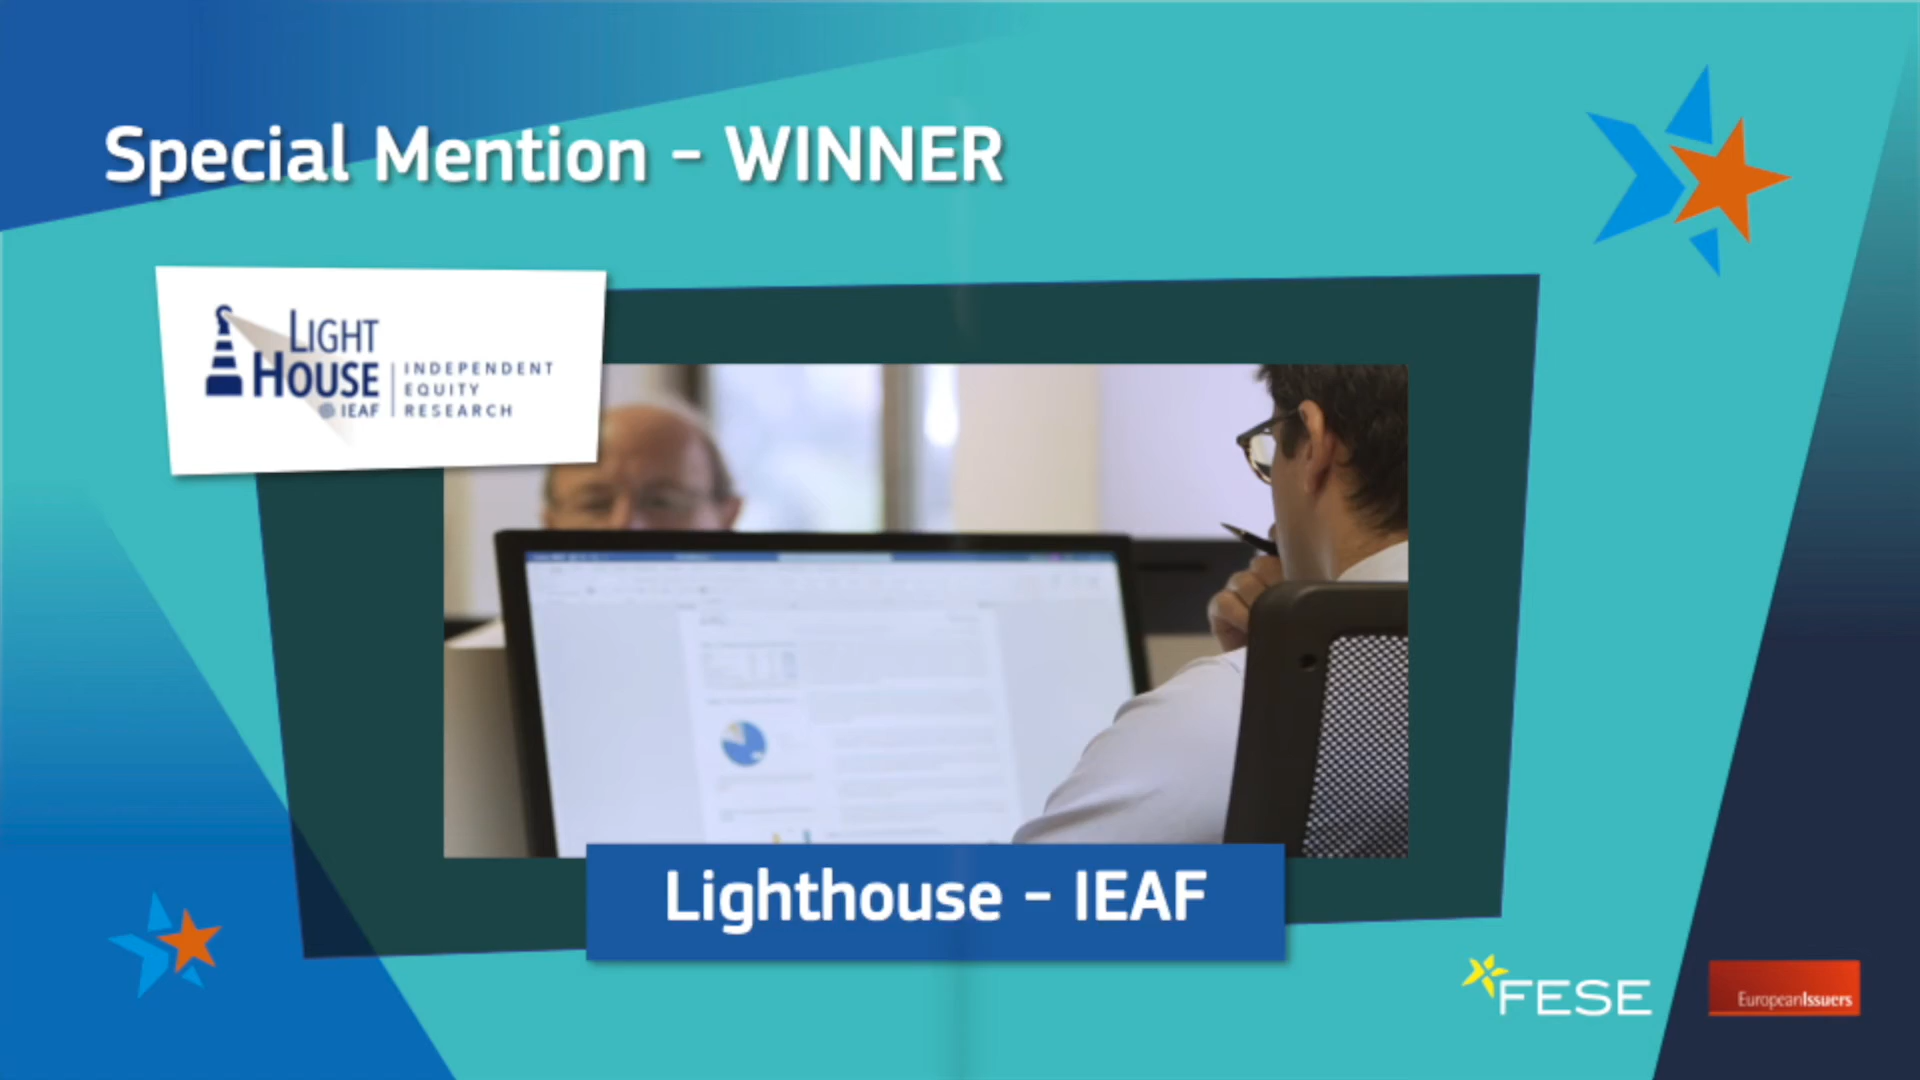 Special Mention - WINNER
LIGHT
HOUSE
@ IEAF
INDEPENDENT
EQUITY
RESEARCH
Lighthouse - IEAF
FESE
EuropeanIssuers